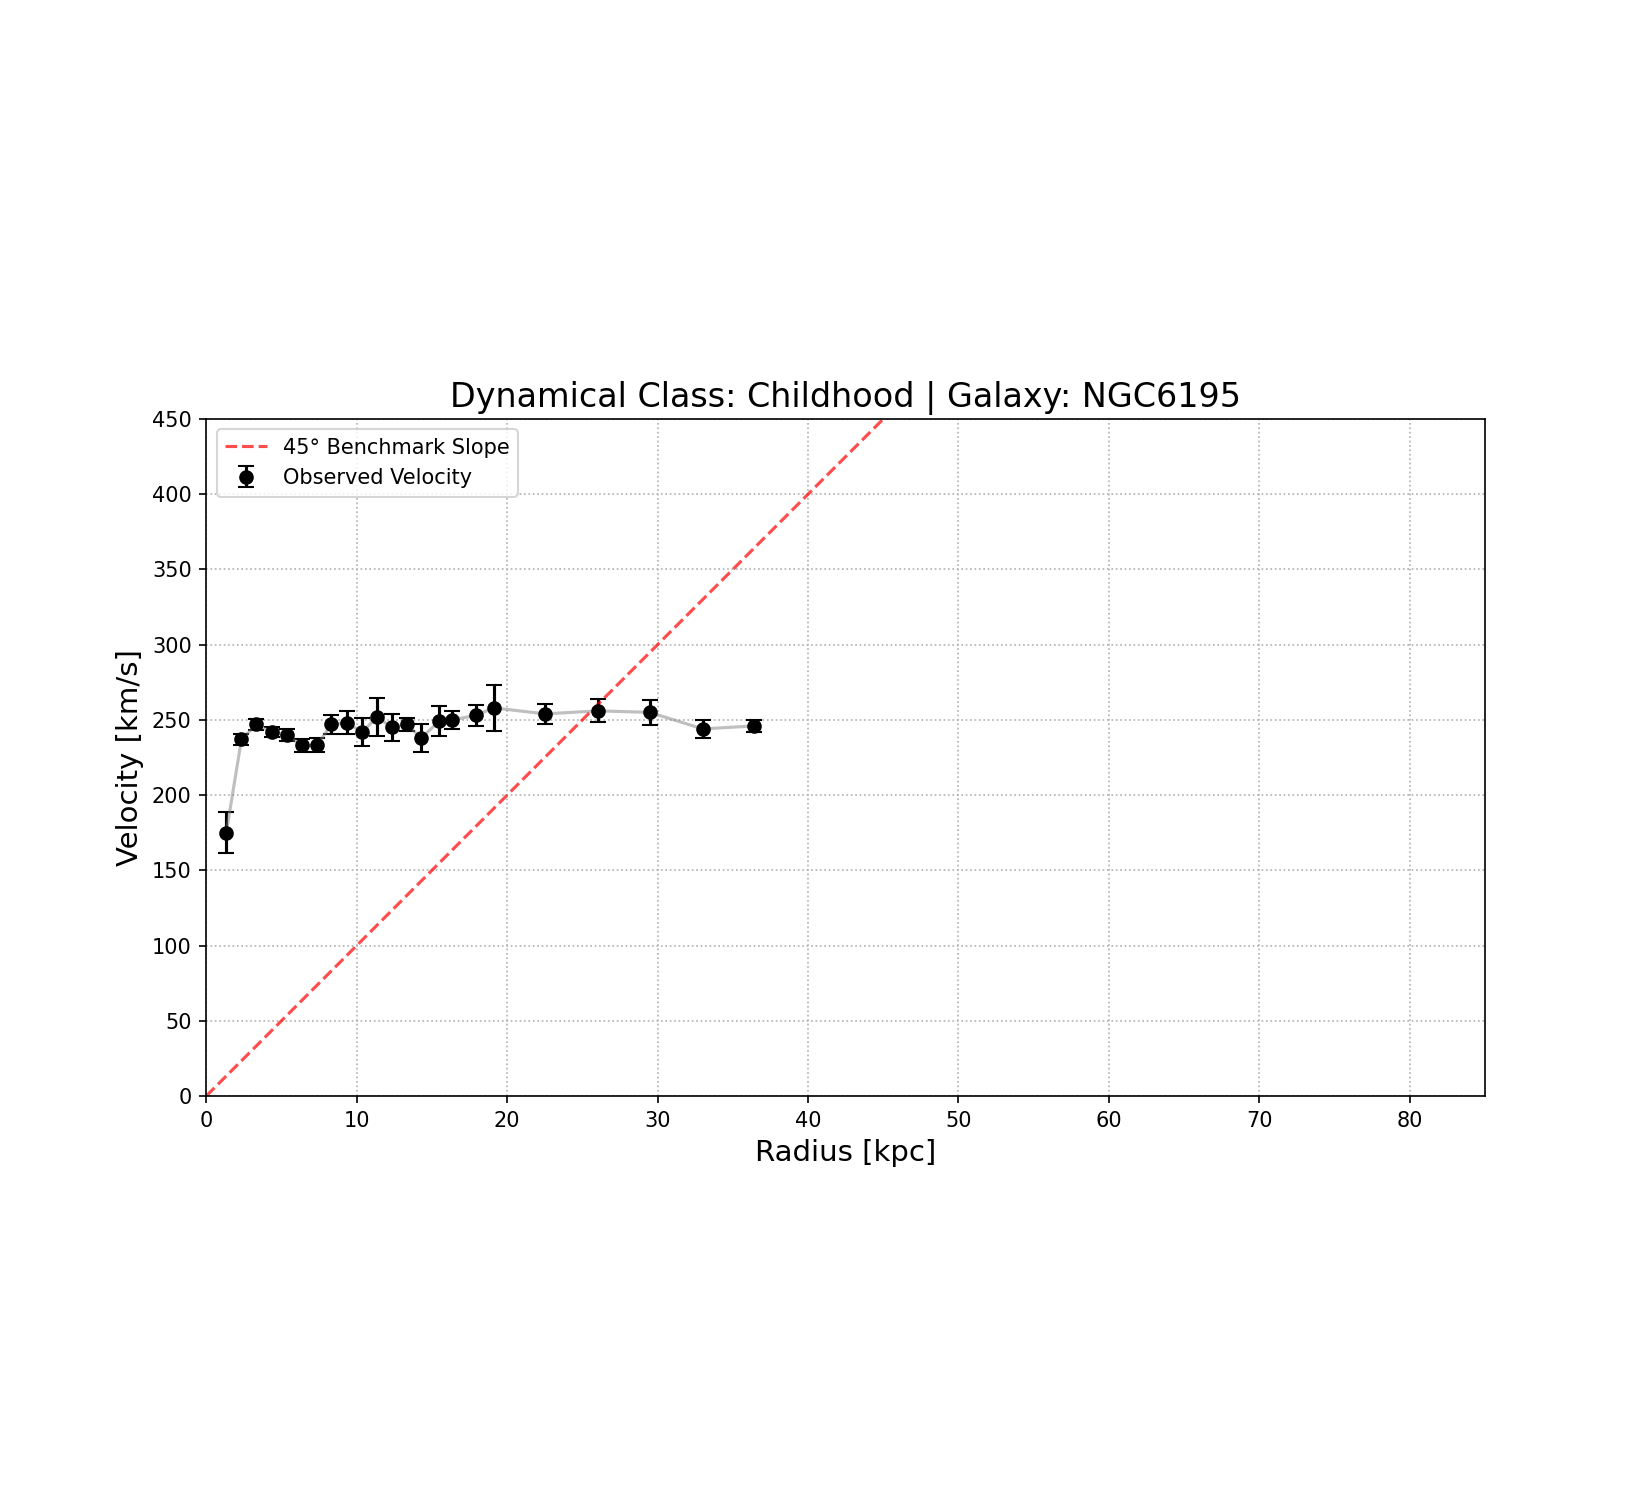 Dynamical Class: Childhood | Galaxy: NGC6195
45° Benchmark Slope
Observed Velocity
Velocity [km/s]
450
400
350
300
250
200
150
100
50
0
0 10 20 30 40 50 60 70 80
Radius [kpc]